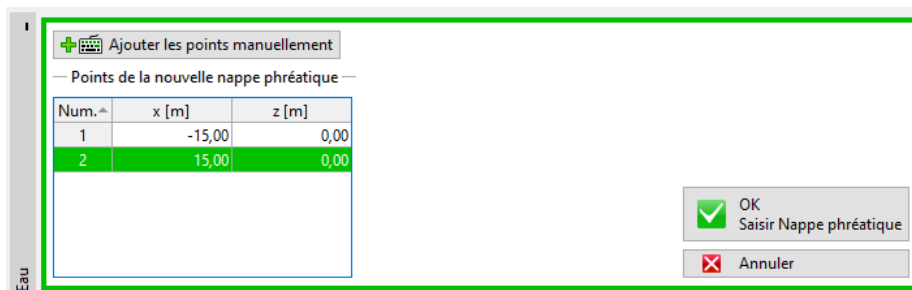 Ajouter les points manuellement
Points de la nouvelle nappe phréatique
Num. x [m] z [m]
1 -15,00 0,00
2 15,00 0,00
OK
Saisir Nappe phréatique
Annuler
Eau